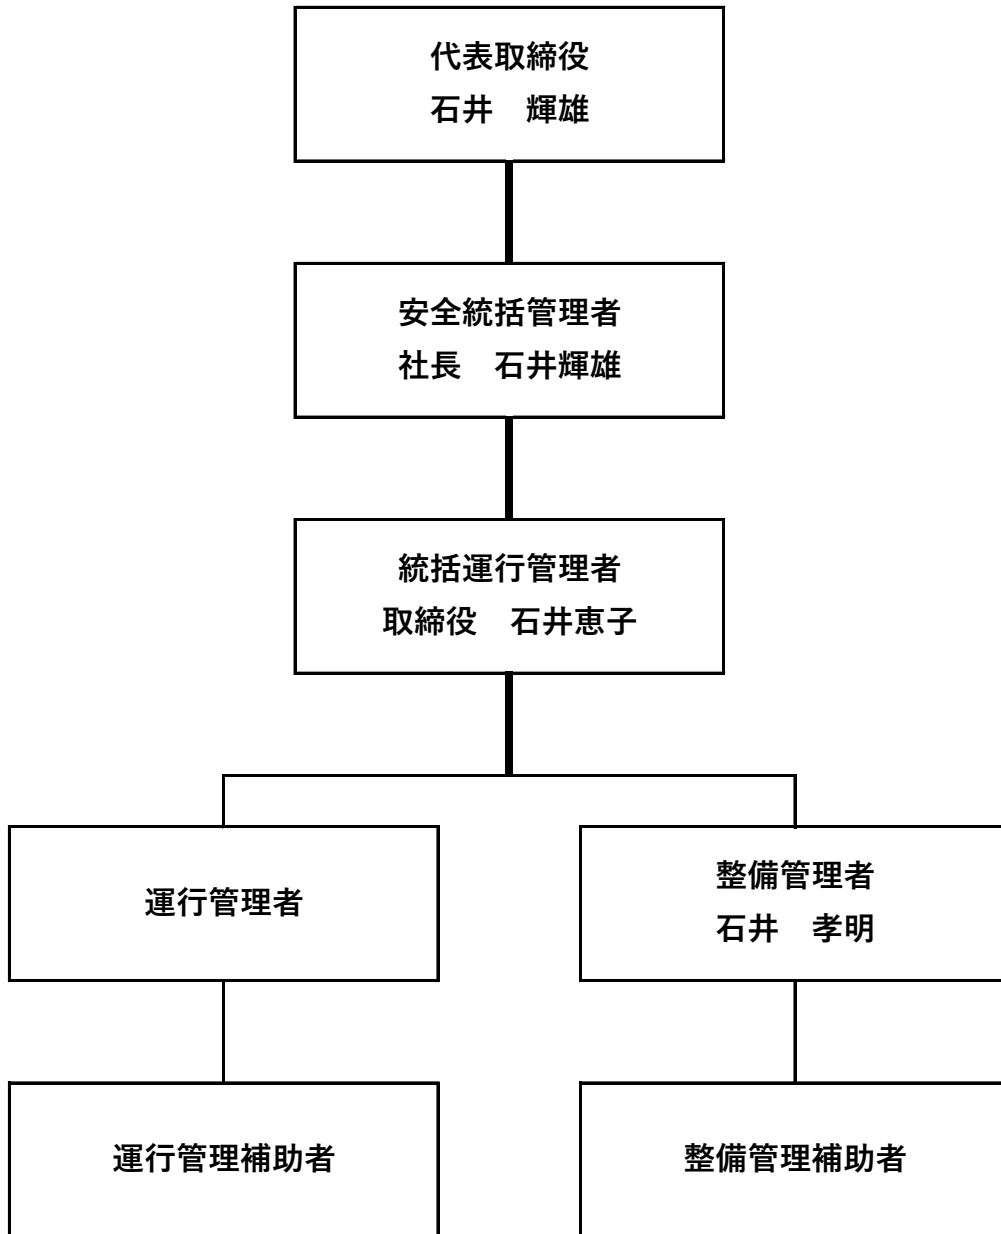 代表取締役
石井　輝雄
安全統括管理者
社長　石井輝雄
統括運行管理者
取締役　石井恵子
運行管理者
整備管理者
石井　孝明
運行管理補助者
整備管理補助者